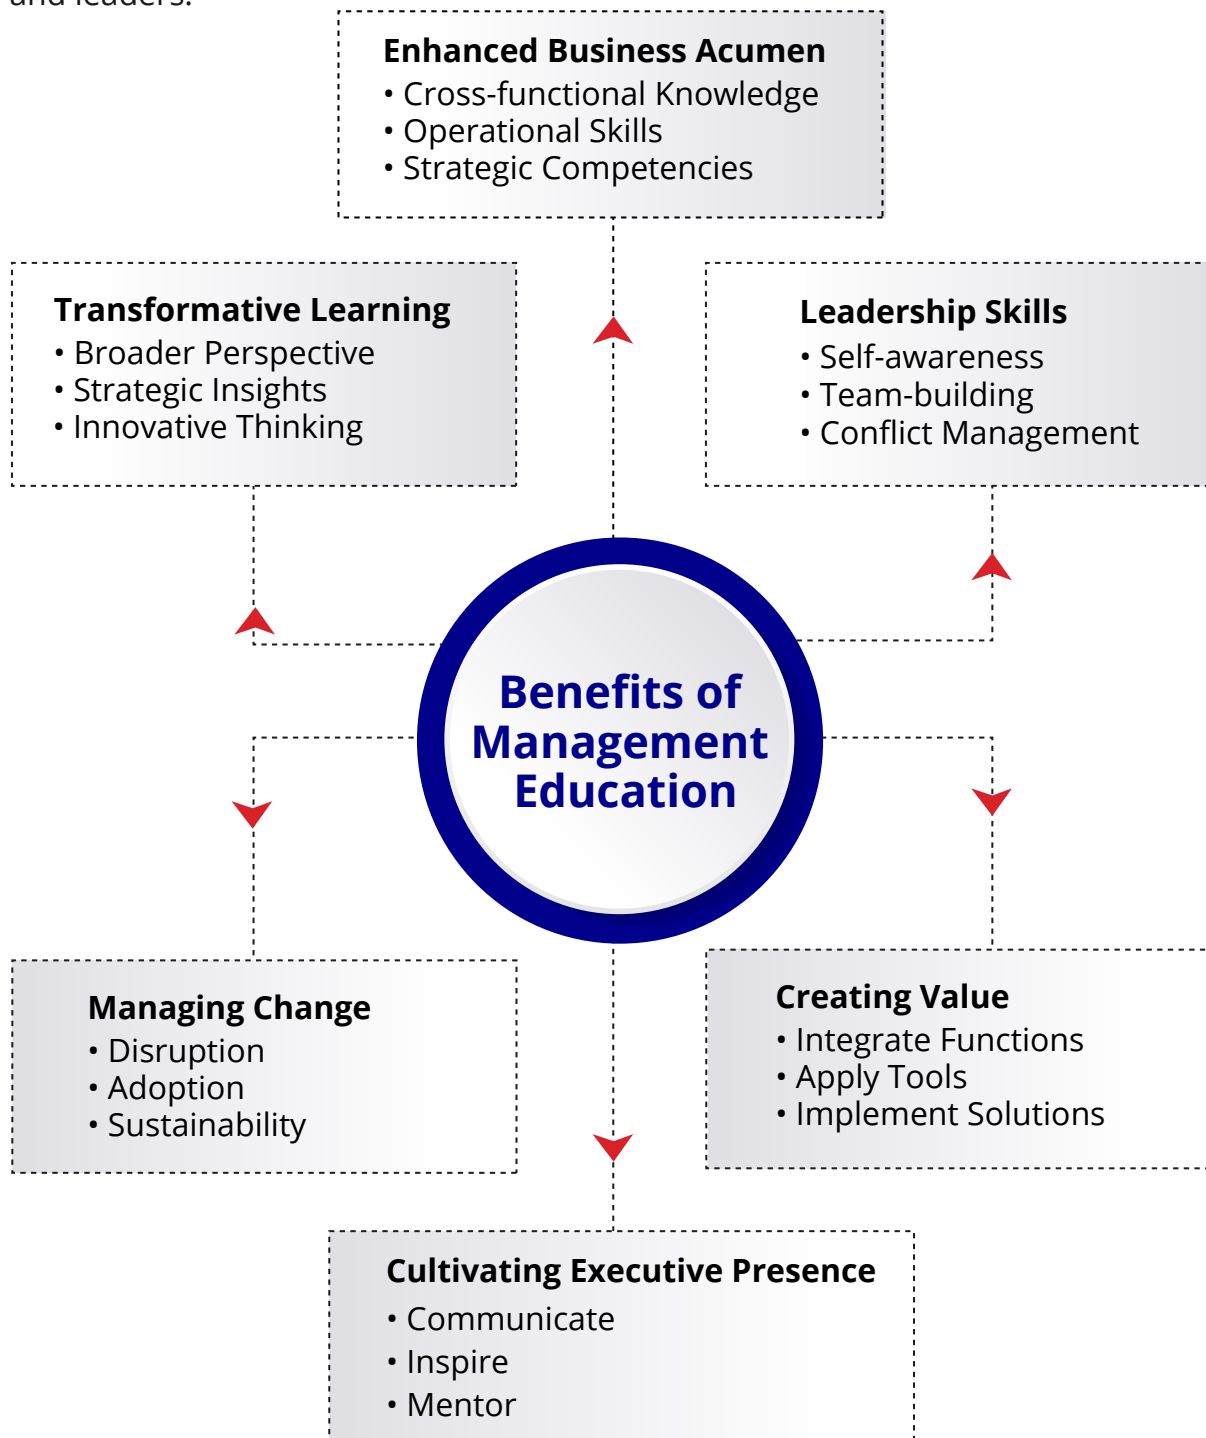 and leaders.
Enhanced Business Acumen
• Cross-functional Knowledge
• Operational Skills
• Strategic Competencies
Transformative Learning
• Broader Perspective
• Strategic Insights
• Innovative Thinking
Leadership Skills
• Self-awareness
• Team-building
• Conflict Management
Benefits of
Management
Education
Managing Change
• Disruption
• Adoption
• Sustainability
Creating Value
• Integrate Functions
• Apply Tools
• Implement Solutions
Cultivating Executive Presence
• Communicate
• Inspire
• Mentor